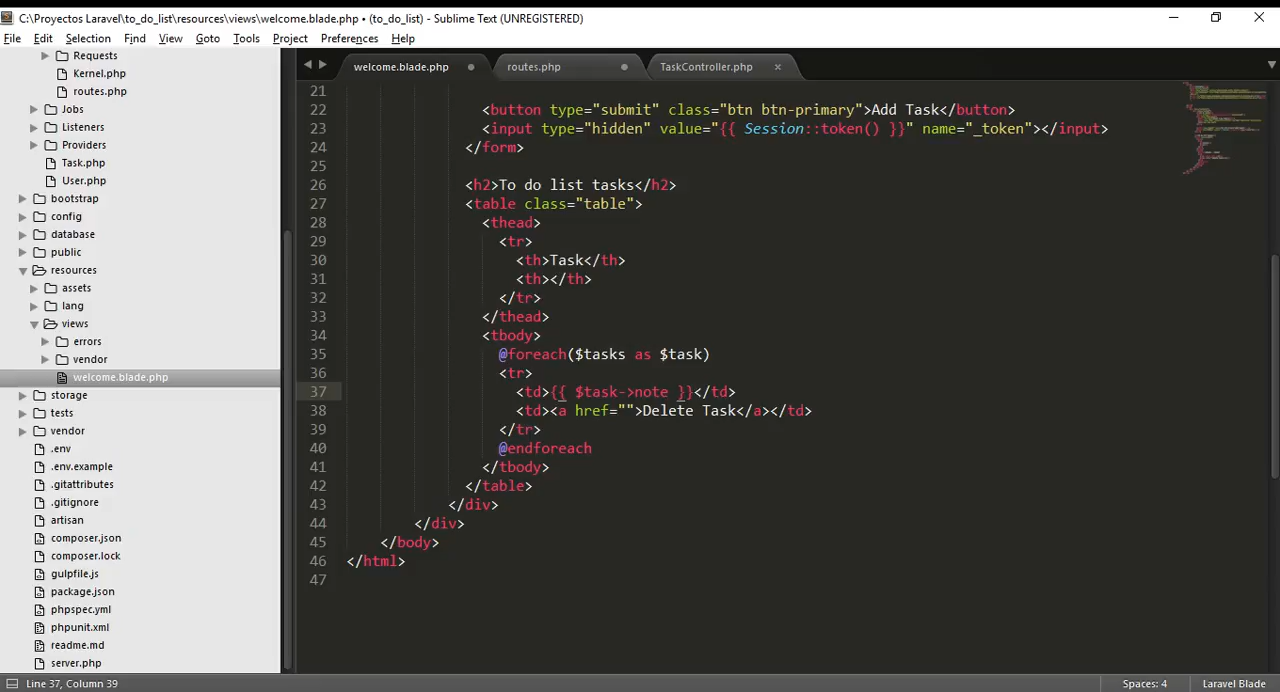 C:\Proyectos Laravel\to_do_list\resources\views\welcome.blade.php • (to_do_list) - Sublime Text (UNREGISTERED)
File Edit Selection Find View Goto Tools Project Preferences Help
Requests
Kernel.php
routes.php
Jobs
Listeners
Providers
Task.php
User.php
bootstrap
config
database
public
resources
assets
lang
views
errors
vendor
welcome.blade.php
storage
tests
vendor
.env
.env.example
.gitattributes
.gitignore
artisan
composer.json
composer.lock
gulpfile.js
package.json
phpspec.yml
phpunit.xml
readme.md
server.php
welcome.blade.php routes.php TaskController.php
21
22 <button type="submit" class="btn btn-primary">Add Task</button>
23 <input type="hidden" value="{{ Session::token() }}" name="_token"></input>
24 </form>
25
26 <h2>To do list tasks</h2>
27 <table class="table">
28 <thead>
29 <tr>
30 <th>Task</th>
31 <th></th>
32 </tr>
33 </thead>
34 <tbody>
35 @foreach($tasks as $task)
36 <tr>
37 <td>{{ $task->note }}</td>
38 <td><a href="">Delete Task</a></td>
39 </tr>
40 @endforeach
41 </tbody>
42 </table>
43 </div>
44 </div>
45 </body>
46 </html>
47
Line 37, Column 39 Spaces: 4 Laravel Blade